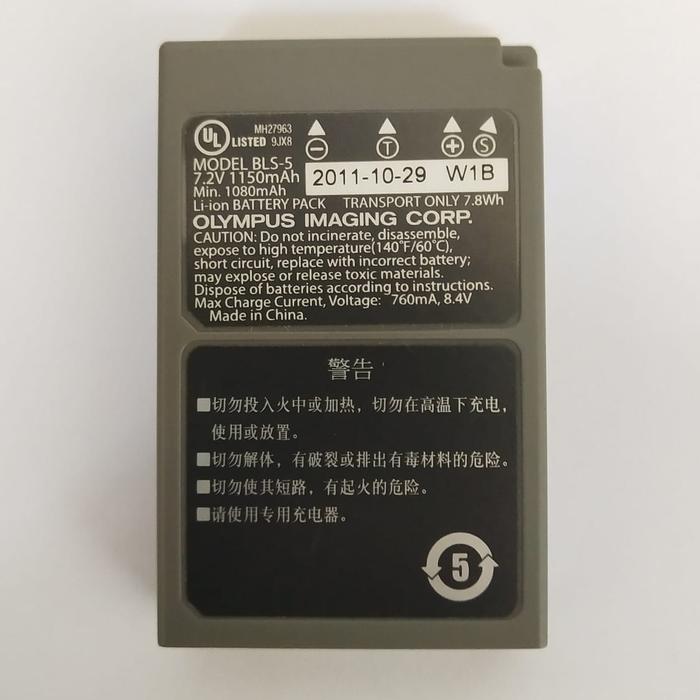 UL LISTED MH27963 9JX8
MODEL BLS-5
7.2V 1150mAh
Min. 1080mAh
− T + S
2011-10-29 W1B
Li-ion BATTERY PACK TRANSPORT ONLY 7.8Wh
OLYMPUS IMAGING CORP.
CAUTION: Do not incinerate, disassemble,
expose to high temperature(140°F/60°C),
short circuit, replace with incorrect battery;
may explode or release toxic materials.
Dispose of batteries according to instructions.
Max Charge Current, Voltage: 760mA, 8.4V
Made in China.
警告
■切勿投入火中或加热，切勿在高温下充电，
使用或放置。
■切勿解体，有破裂或排出有毒材料的危险。
■切勿使其短路，有起火的危险。
■请使用专用充电器。
5